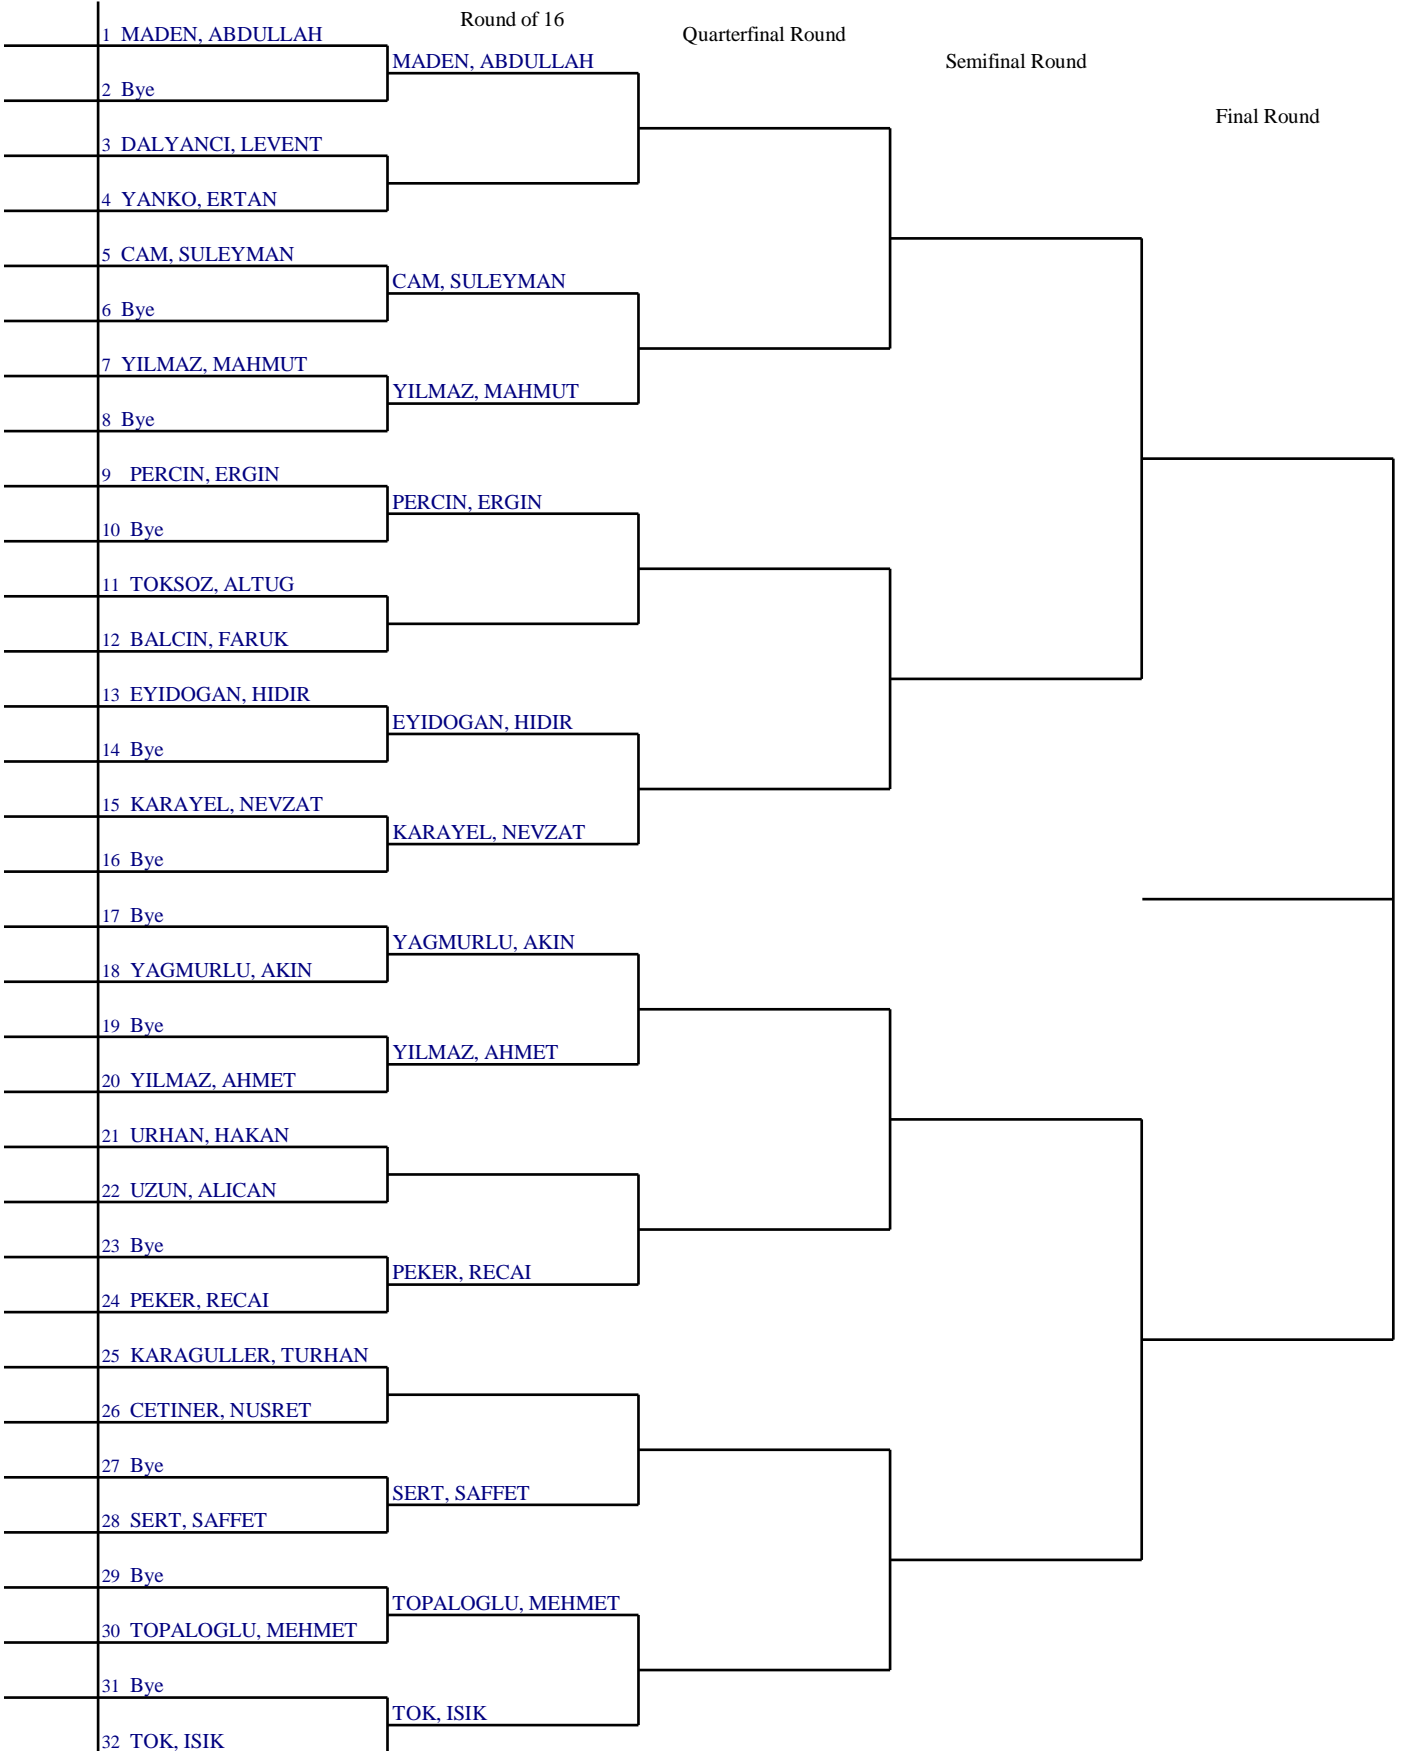 Round of 16
Quarterfinal Round
Semifinal Round
Final Round
1 MADEN, ABDULLAH
MADEN, ABDULLAH
2 Bye
3 DALYANCI, LEVENT
4 YANKO, ERTAN
5 CAM, SULEYMAN
CAM, SULEYMAN
6 Bye
7 YILMAZ, MAHMUT
YILMAZ, MAHMUT
8 Bye
9 PERCIN, ERGIN
PERCIN, ERGIN
10 Bye
11 TOKSOZ, ALTUG
12 BALCIN, FARUK
13 EYIDOGAN, HIDIR
EYIDOGAN, HIDIR
14 Bye
15 KARAYEL, NEVZAT
KARAYEL, NEVZAT
16 Bye
17 Bye
YAGMURLU, AKIN
18 YAGMURLU, AKIN
19 Bye
YILMAZ, AHMET
20 YILMAZ, AHMET
21 URHAN, HAKAN
22 UZUN, ALICAN
23 Bye
PEKER, RECAI
24 PEKER, RECAI
25 KARAGULLER, TURHAN
26 CETINER, NUSRET
27 Bye
SERT, SAFFET
28 SERT, SAFFET
29 Bye
TOPALOGLU, MEHMET
30 TOPALOGLU, MEHMET
31 Bye
TOK, ISIK
32 TOK, ISIK